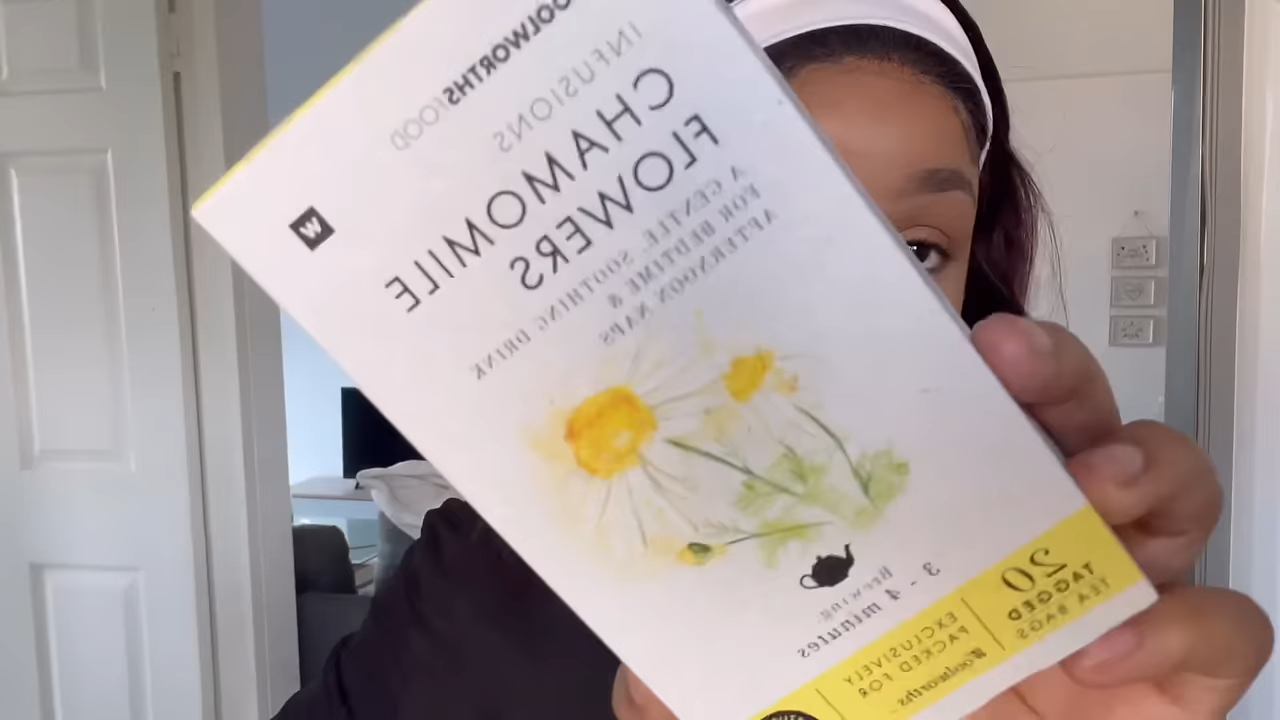 OOLWORTHSFOOD
INFUSIONS
CHAMOMILE
FLOWERS
A GENTLE, SOOTHING DRINK
FOR BEDTIME &
AFTERNOON NAPS
W
BREWING:
3 - 4 minutes
20
TAGGED
TEA BAGS
EXCLUSIVELY
PACKED FOR
Woolworths